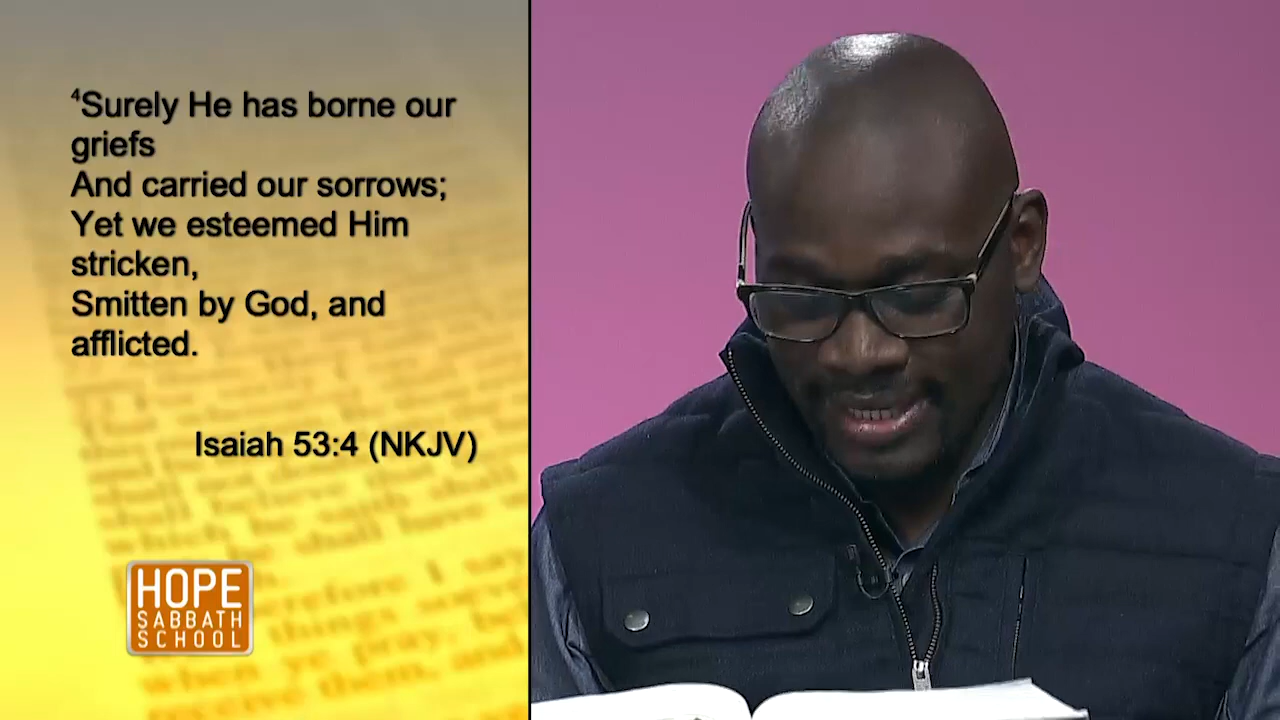 ⁴Surely He has borne our
griefs
And carried our sorrows;
Yet we esteemed Him
stricken,
Smitten by God, and
afflicted.
Isaiah 53:4 (NKJV)
HOPE
SABBATH
SCHOOL